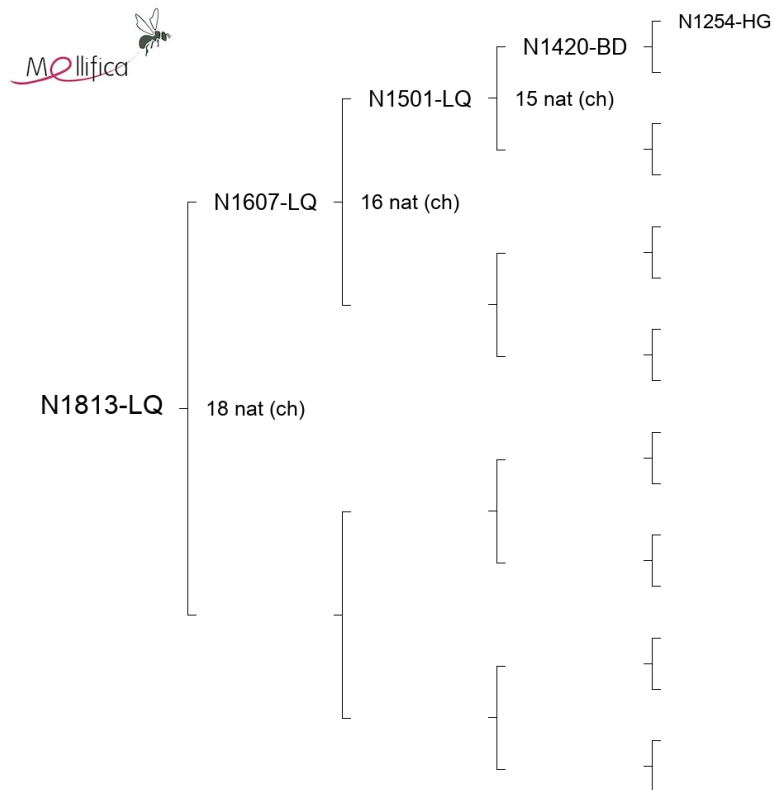 Mellifica
N1254-HG
N1420-BD
N1501-LQ
15 nat (ch)
N1607-LQ
16 nat (ch)
N1813-LQ
18 nat (ch)